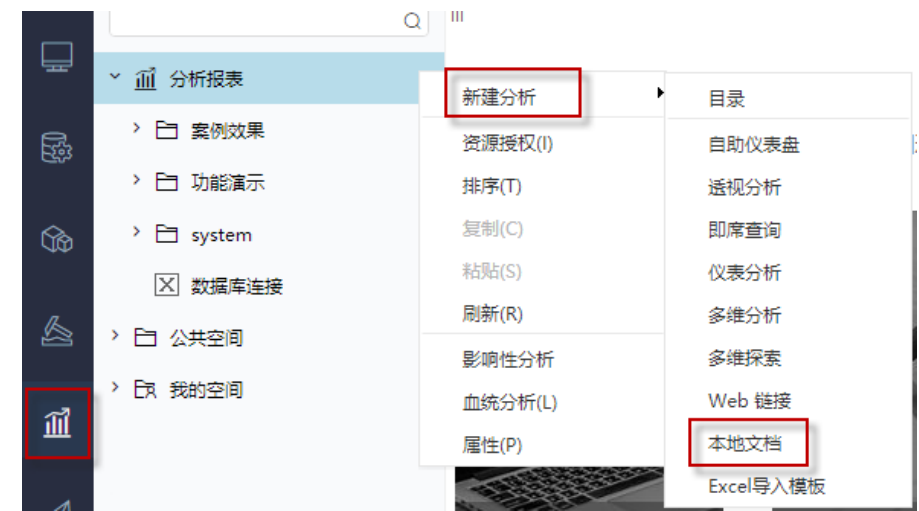 分析报表
案例效果
功能演示
system
数据库连接
公共空间
我的空间
新建分析
资源授权(I)
排序(T)
复制(C)
粘贴(S)
刷新(R)
影响性分析
血统分析(L)
属性(P)
目录
自助仪表盘
透视分析
即席查询
仪表分析
多维分析
多维探索
Web 链接
本地文档
Excel导入模板